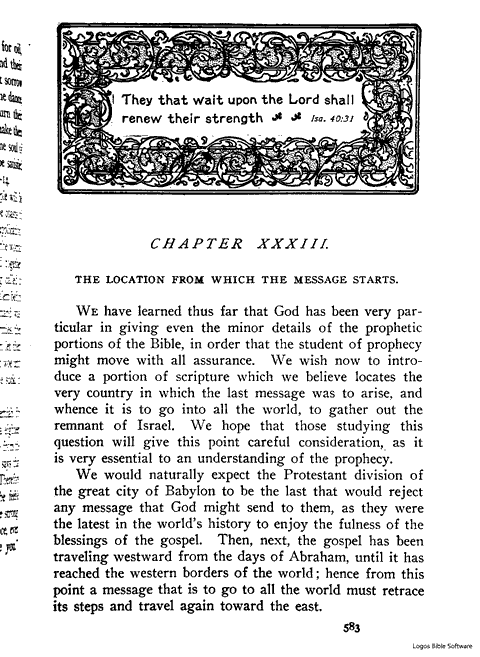 They that wait upon the Lord shall
renew their strength Isa. 40:31
CHAPTER XXXIII.
THE LOCATION FROM WHICH THE MESSAGE STARTS.
WE have learned thus far that God has been very par-
ticular in giving even the minor details of the prophetic
portions of the Bible, in order that the student of prophecy
might move with all assurance. We wish now to intro-
duce a portion of scripture which we believe locates the
very country in which the last message was to arise, and
whence it is to go into all the world, to gather out the
remnant of Israel. We hope that those studying this
question will give this point careful consideration, as it
is very essential to an understanding of the prophecy.
We would naturally expect the Protestant division of
the great city of Babylon to be the last that would reject
any message that God might send to them, as they were
the latest in the world's history to enjoy the fulness of the
blessings of the gospel. Then, next, the gospel has been
traveling westward from the days of Abraham, until it has
reached the western borders of the world; hence from this
point a message that is to go to all the world must retrace
its steps and travel again toward the east.
583
Logos Bible Software
for oil,